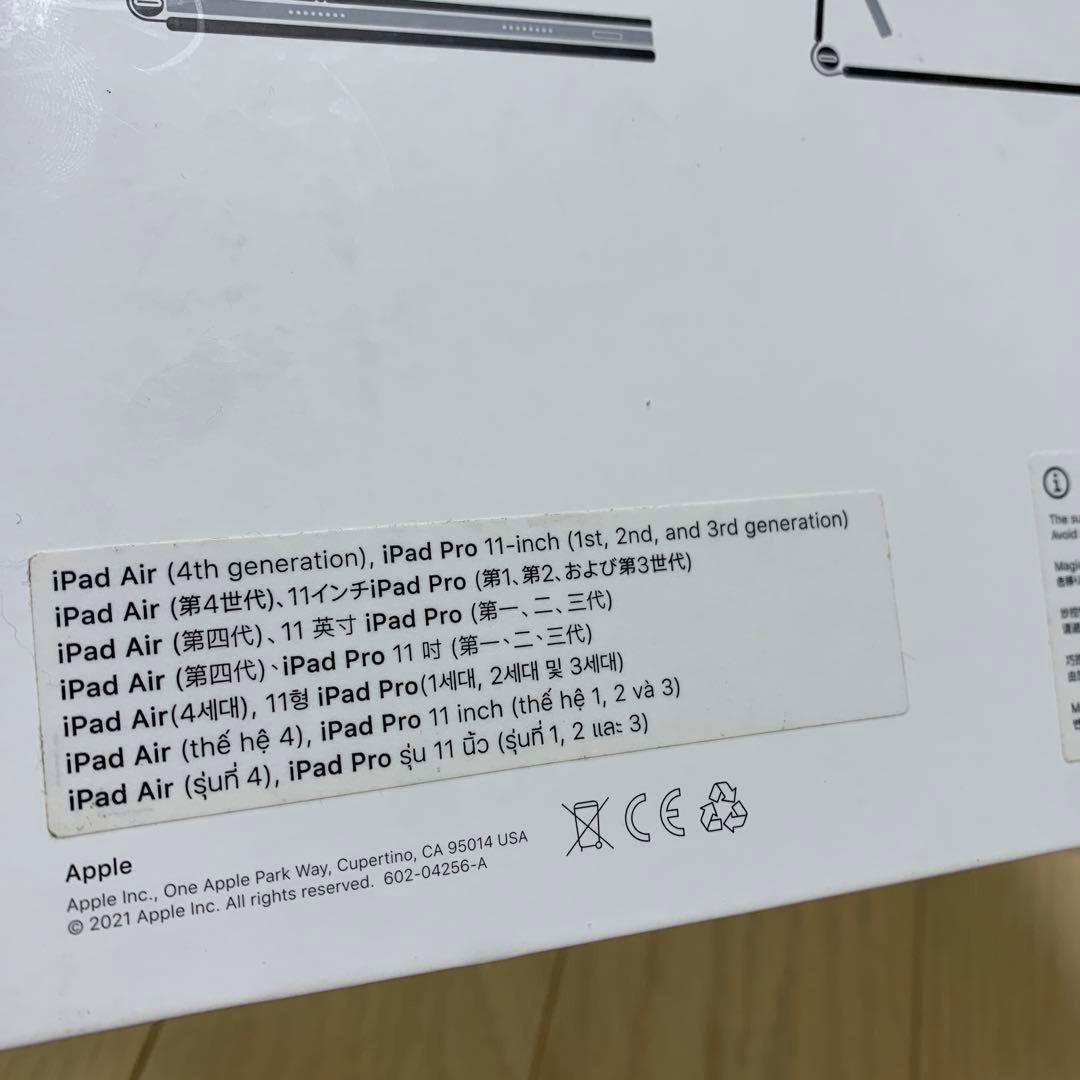 iPad Air (4th generation), iPad Pro 11-inch (1st, 2nd, and 3rd generation)
iPad Air (第4世代)、11インチiPad Pro (第1、第2、および第3世代)
iPad Air (第四代)、11 英寸 iPad Pro (第一、二、三代)
iPad Air (第四代)、iPad Pro 11 吋 (第一、二、三代)
iPad Air(4세대), 11형 iPad Pro(1세대, 2세대 및 3세대)
iPad Air (thế hệ 4), iPad Pro 11 inch (thế hệ 1, 2 và 3)
iPad Air (รุ่นที่ 4), iPad Pro รุ่น 11 นิ้ว (รุ่นที่ 1, 2 และ 3)
Apple
Apple Inc., One Apple Park Way, Cupertino, CA 95014 USA
© 2021 Apple Inc. All rights reserved. 602-04256-A
CE
The
Avoid